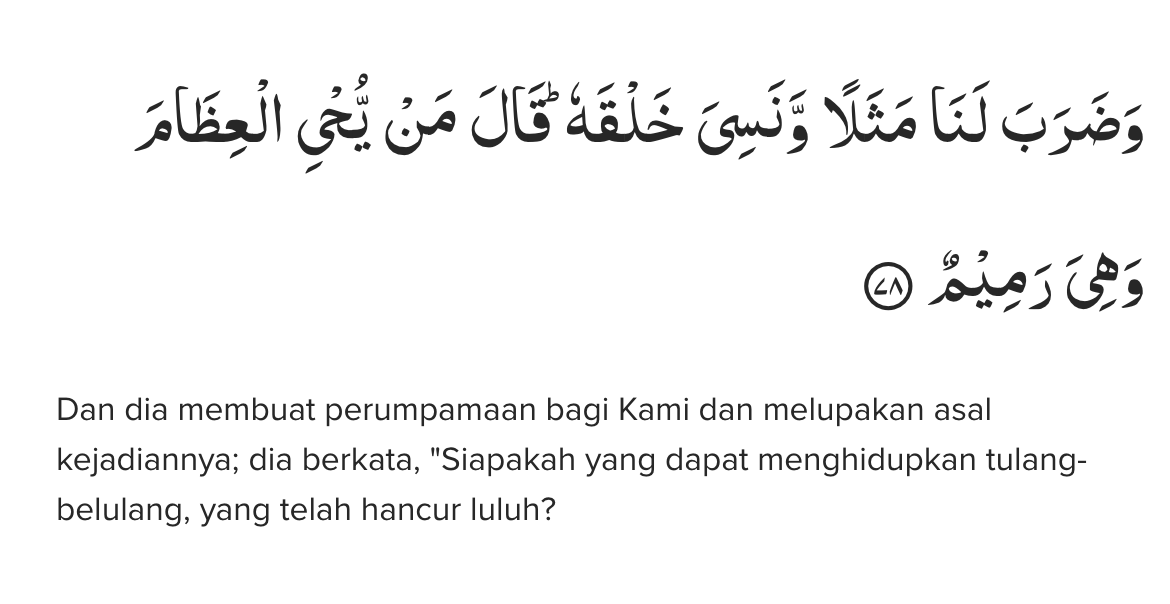 وَضَرَبَ لَنَا مَثَلًا وَّنَسِيَ خَلْقَهٗۗ قَالَ مَنْ يُّحْيِ الْعِظَامَ
وَهِيَ رَمِيْمٌ ۝٧٨
Dan dia membuat perumpamaan bagi Kami dan melupakan asal
kejadiannya; dia berkata, "Siapakah yang dapat menghidupkan tulang-
belulang, yang telah hancur luluh?